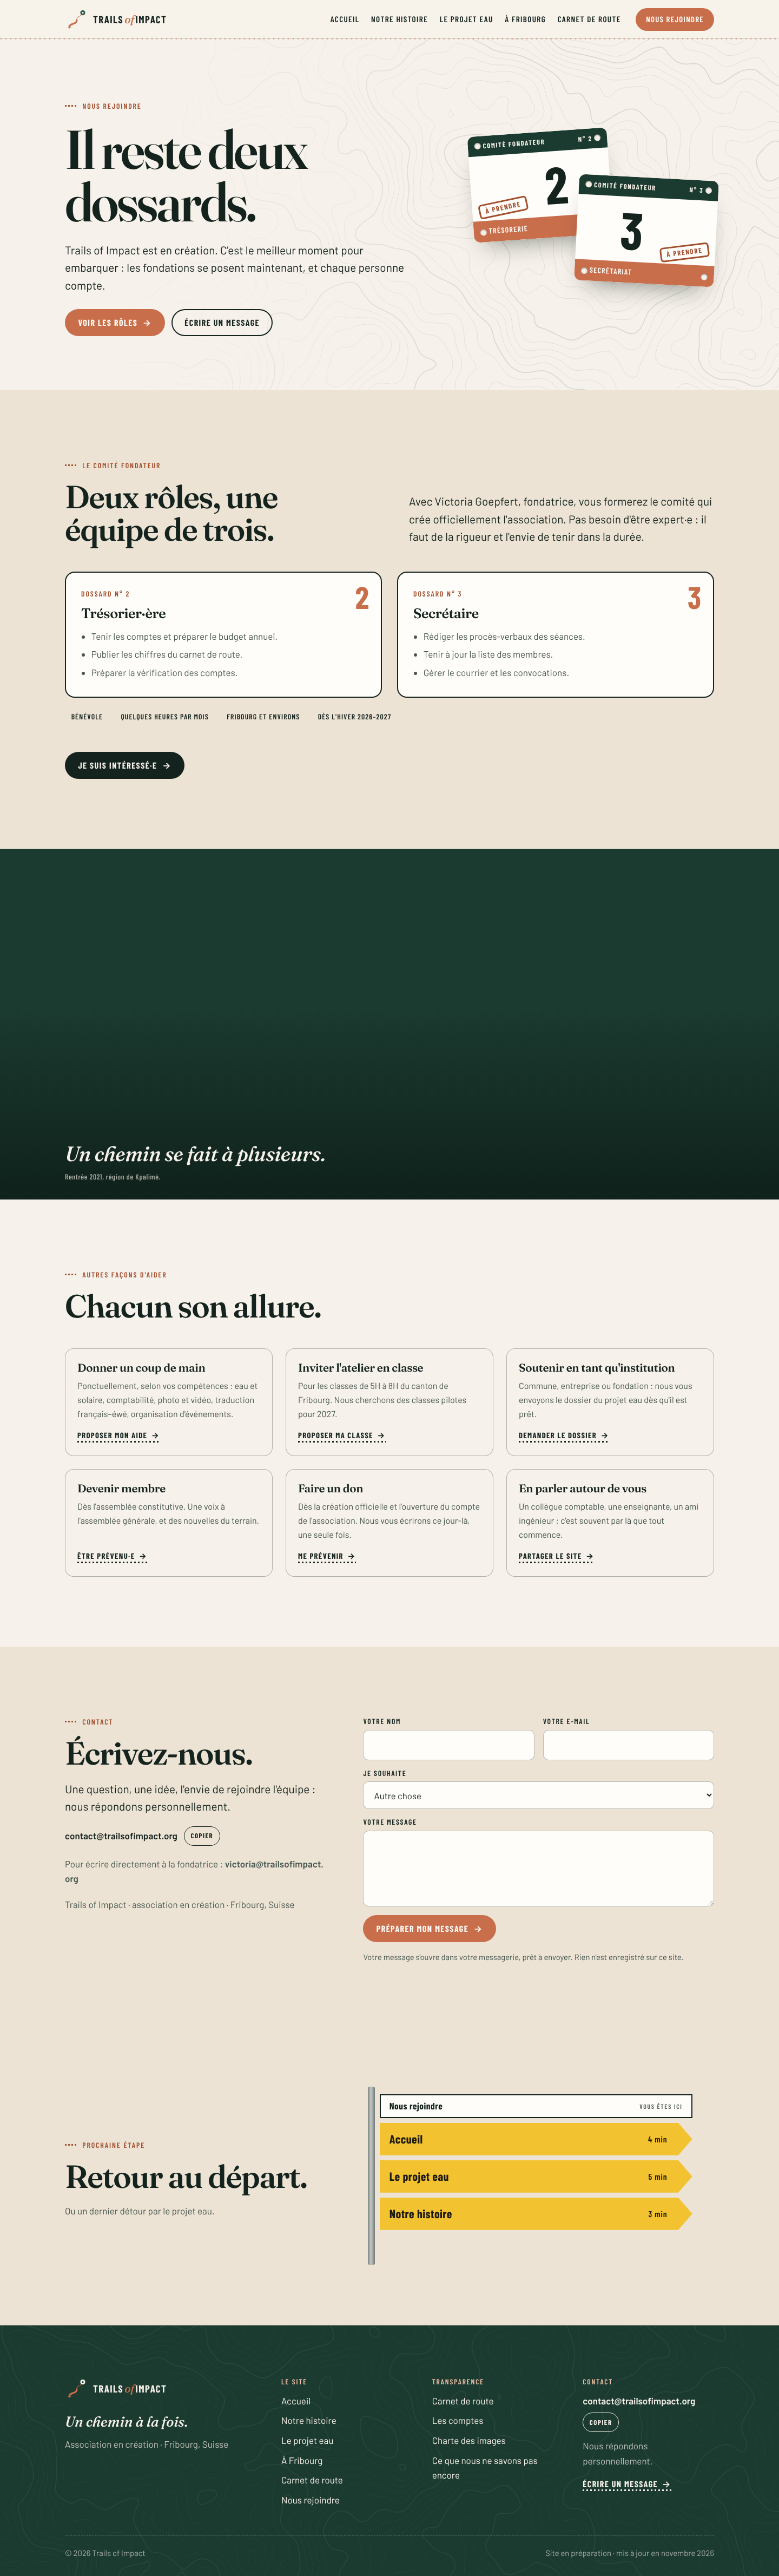 TRAILS of IMPACT
ACCUEIL NOTRE HISTOIRE LE PROJET EAU À FRIBOURG CARNET DE ROUTE NOUS REJOINDRE
NOUS REJOINDRE
Il reste deux
dossards.
Trails of Impact est en création. C'est le meilleur moment pour
embarquer : les fondations se posent maintenant, et chaque personne
compte.
VOIR LES RÔLES →
ÉCRIRE UN MESSAGE
COMITÉ FONDATEUR N° 2
2
À PRENDRE
TRÉSORERIE
COMITÉ FONDATEUR N° 3
3
À PRENDRE
SECRÉTARIAT
LE COMITÉ FONDATEUR
Deux rôles, une
équipe de trois.
Avec Victoria Goepfert, fondatrice, vous formerez le comité qui
crée officiellement l'association. Pas besoin d'être expert·e : il
faut de la rigueur et l'envie de tenir dans la durée.
DOSSARD N° 2
2
Trésorier·ère
Tenir les comptes et préparer le budget annuel.
Publier les chiffres du carnet de route.
Préparer la vérification des comptes.
DOSSARD N° 3
3
Secrétaire
Rédiger les procès-verbaux des séances.
Tenir à jour la liste des membres.
Gérer le courrier et les convocations.
BÉNÉVOLE QUELQUES HEURES PAR MOIS FRIBOURG ET ENVIRONS DÈS L'HIVER 2026-2027
JE SUIS INTÉRESSÉ·E →
Un chemin se fait à plusieurs.
Rentrée 2021, région de Kpalimé.
AUTRES FAÇONS D'AIDER
Chacun son allure.
Donner un coup de main
Ponctuellement, selon vos compétences : eau et
solaire, comptabilité, photo et vidéo, traduction
français–éwé, organisation d'événements.
PROPOSER MON AIDE →
Inviter l'atelier en classe
Pour les classes de 5H à 8H du canton de
Fribourg. Nous cherchons des classes pilotes
pour 2027.
PROPOSER MA CLASSE →
Soutenir en tant qu'institution
Commune, entreprise ou fondation : nous vous
envoyons le dossier du projet eau dès qu'il est
prêt.
DEMANDER LE DOSSIER →
Devenir membre
Dès l'assemblée constitutive. Une voix à
l'assemblée générale, et des nouvelles du terrain.
ÊTRE PRÉVENU·E →
Faire un don
Dès la création officielle et l'ouverture du compte
de l'association. Nous vous écrirons ce jour-là,
une seule fois.
ME PRÉVENIR →
En parler autour de vous
Un collègue comptable, une enseignante, un ami
ingénieur : c'est souvent par là que tout
commence.
PARTAGER LE SITE →
CONTACT
Écrivez-nous.
Une question, une idée, l'envie de rejoindre l'équipe :
nous répondons personnellement.
contact@trailsofimpact.org COPIER
Pour écrire directement à la fondatrice : victoria@trailsofimpact.
org
Trails of Impact · association en création · Fribourg, Suisse
VOTRE NOM
VOTRE E-MAIL
JE SOUHAITE
Autre chose
VOTRE MESSAGE
PRÉPARER MON MESSAGE →
Votre message s'ouvre dans votre messagerie, prêt à envoyer. Rien n'est enregistré sur ce site.
PROCHAINE ÉTAPE
Retour au départ.
Ou un dernier détour par le projet eau.
Nous rejoindre VOUS ÊTES ICI
Accueil 4 min
Le projet eau 5 min
Notre histoire 3 min
TRAILS of IMPACT
Un chemin à la fois.
Association en création · Fribourg, Suisse
LE SITE
Accueil
Notre histoire
Le projet eau
À Fribourg
Carnet de route
Nous rejoindre
TRANSPARENCE
Carnet de route
Les comptes
Charte des images
Ce que nous ne savons pas
encore
CONTACT
contact@trailsofimpact.org
COPIER
Nous répondons
personnellement.
ÉCRIRE UN MESSAGE →
© 2026 Trails of Impact
Site en préparation · mis à jour en novembre 2026